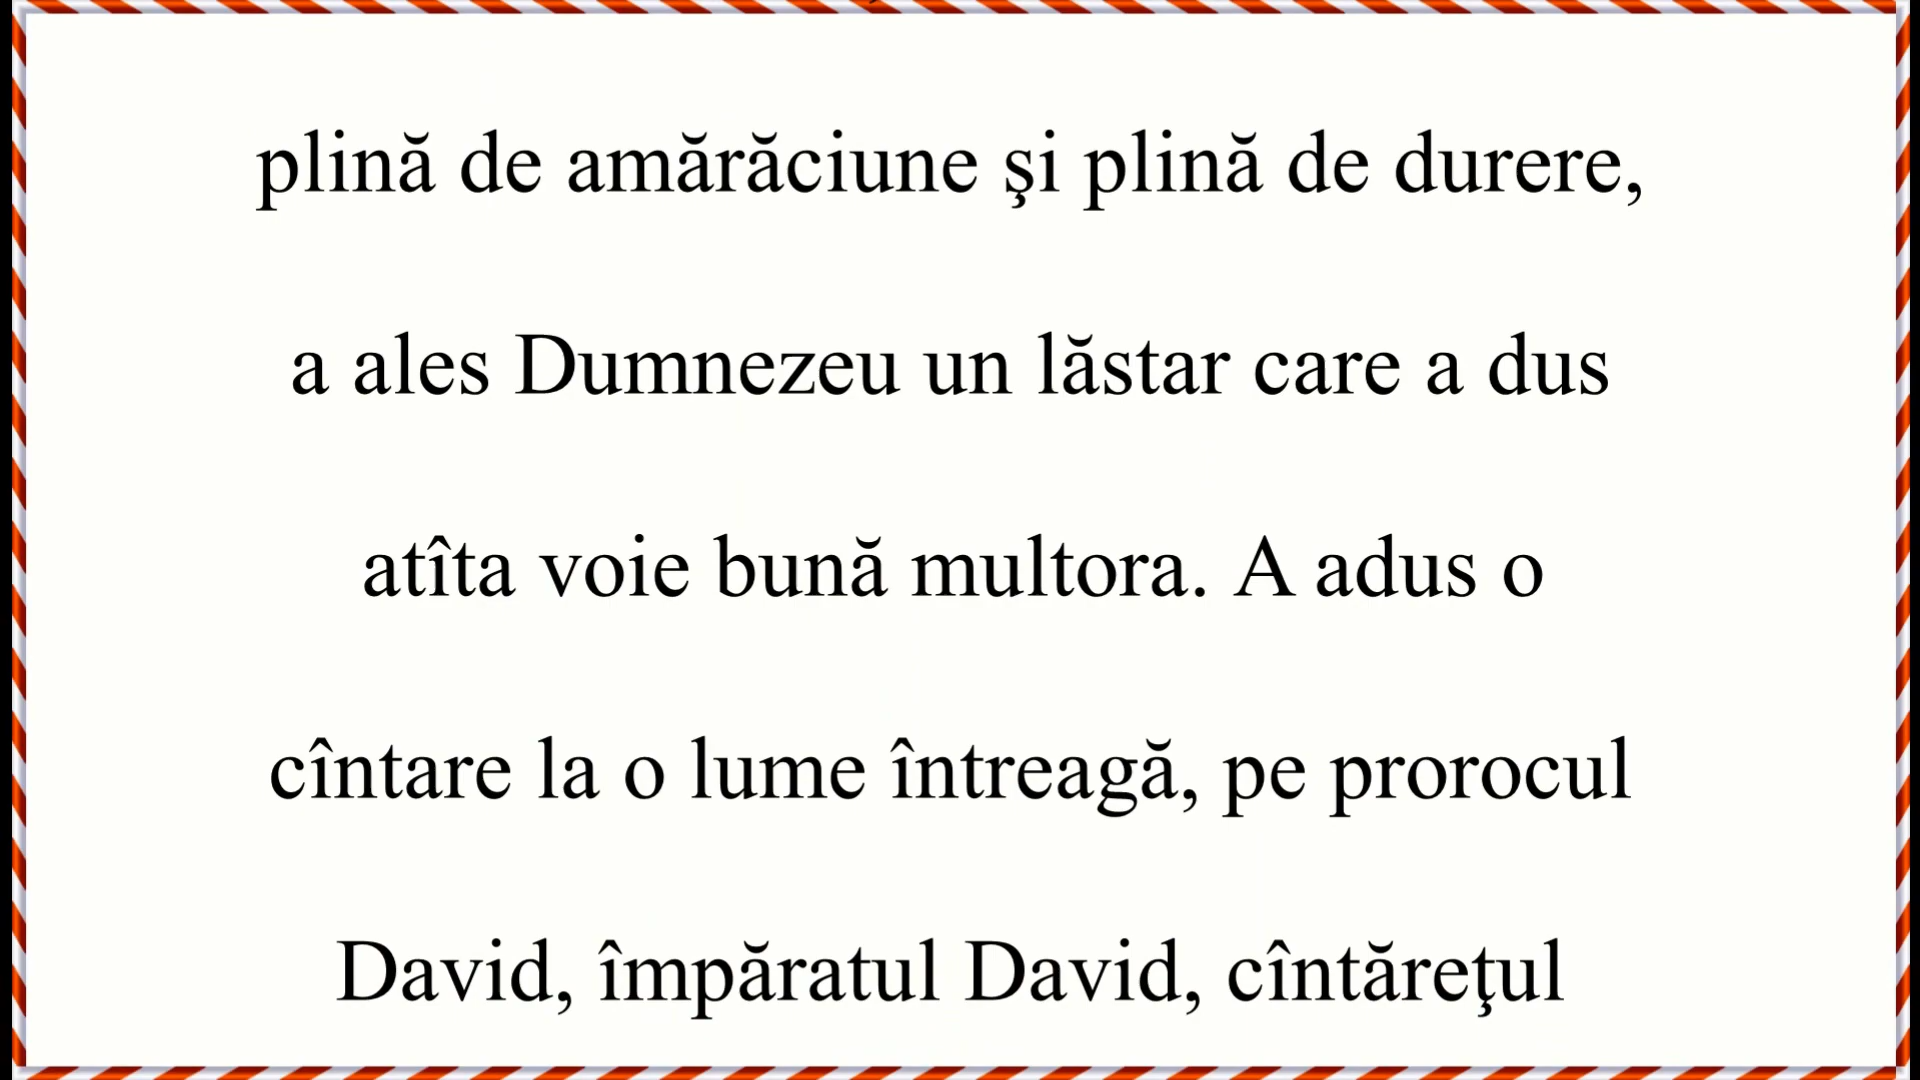 plină de amărăciune şi plină de durere,
a ales Dumnezeu un lăstar care a dus
atîta voie bună multora. A adus o
cîntare la o lume întreagă, pe prorocul
David, împăratul David, cîntăreţul